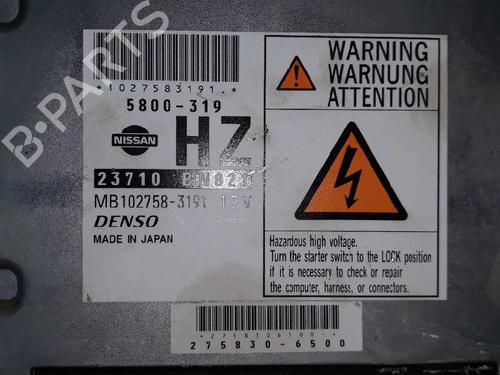 *1027583191.*
5800-319
NISSAN
HZ
23710
MB102758-3191 12V
DENSO
MADE IN JAPAN
WARNING
WARNUNG
ATTENTION
Hazardous high voltage.
Turn the starter switch to the LOCK position
if it is necessary to check or repair
the computer, harness, or connectors.
275830-6500
B-PARTS